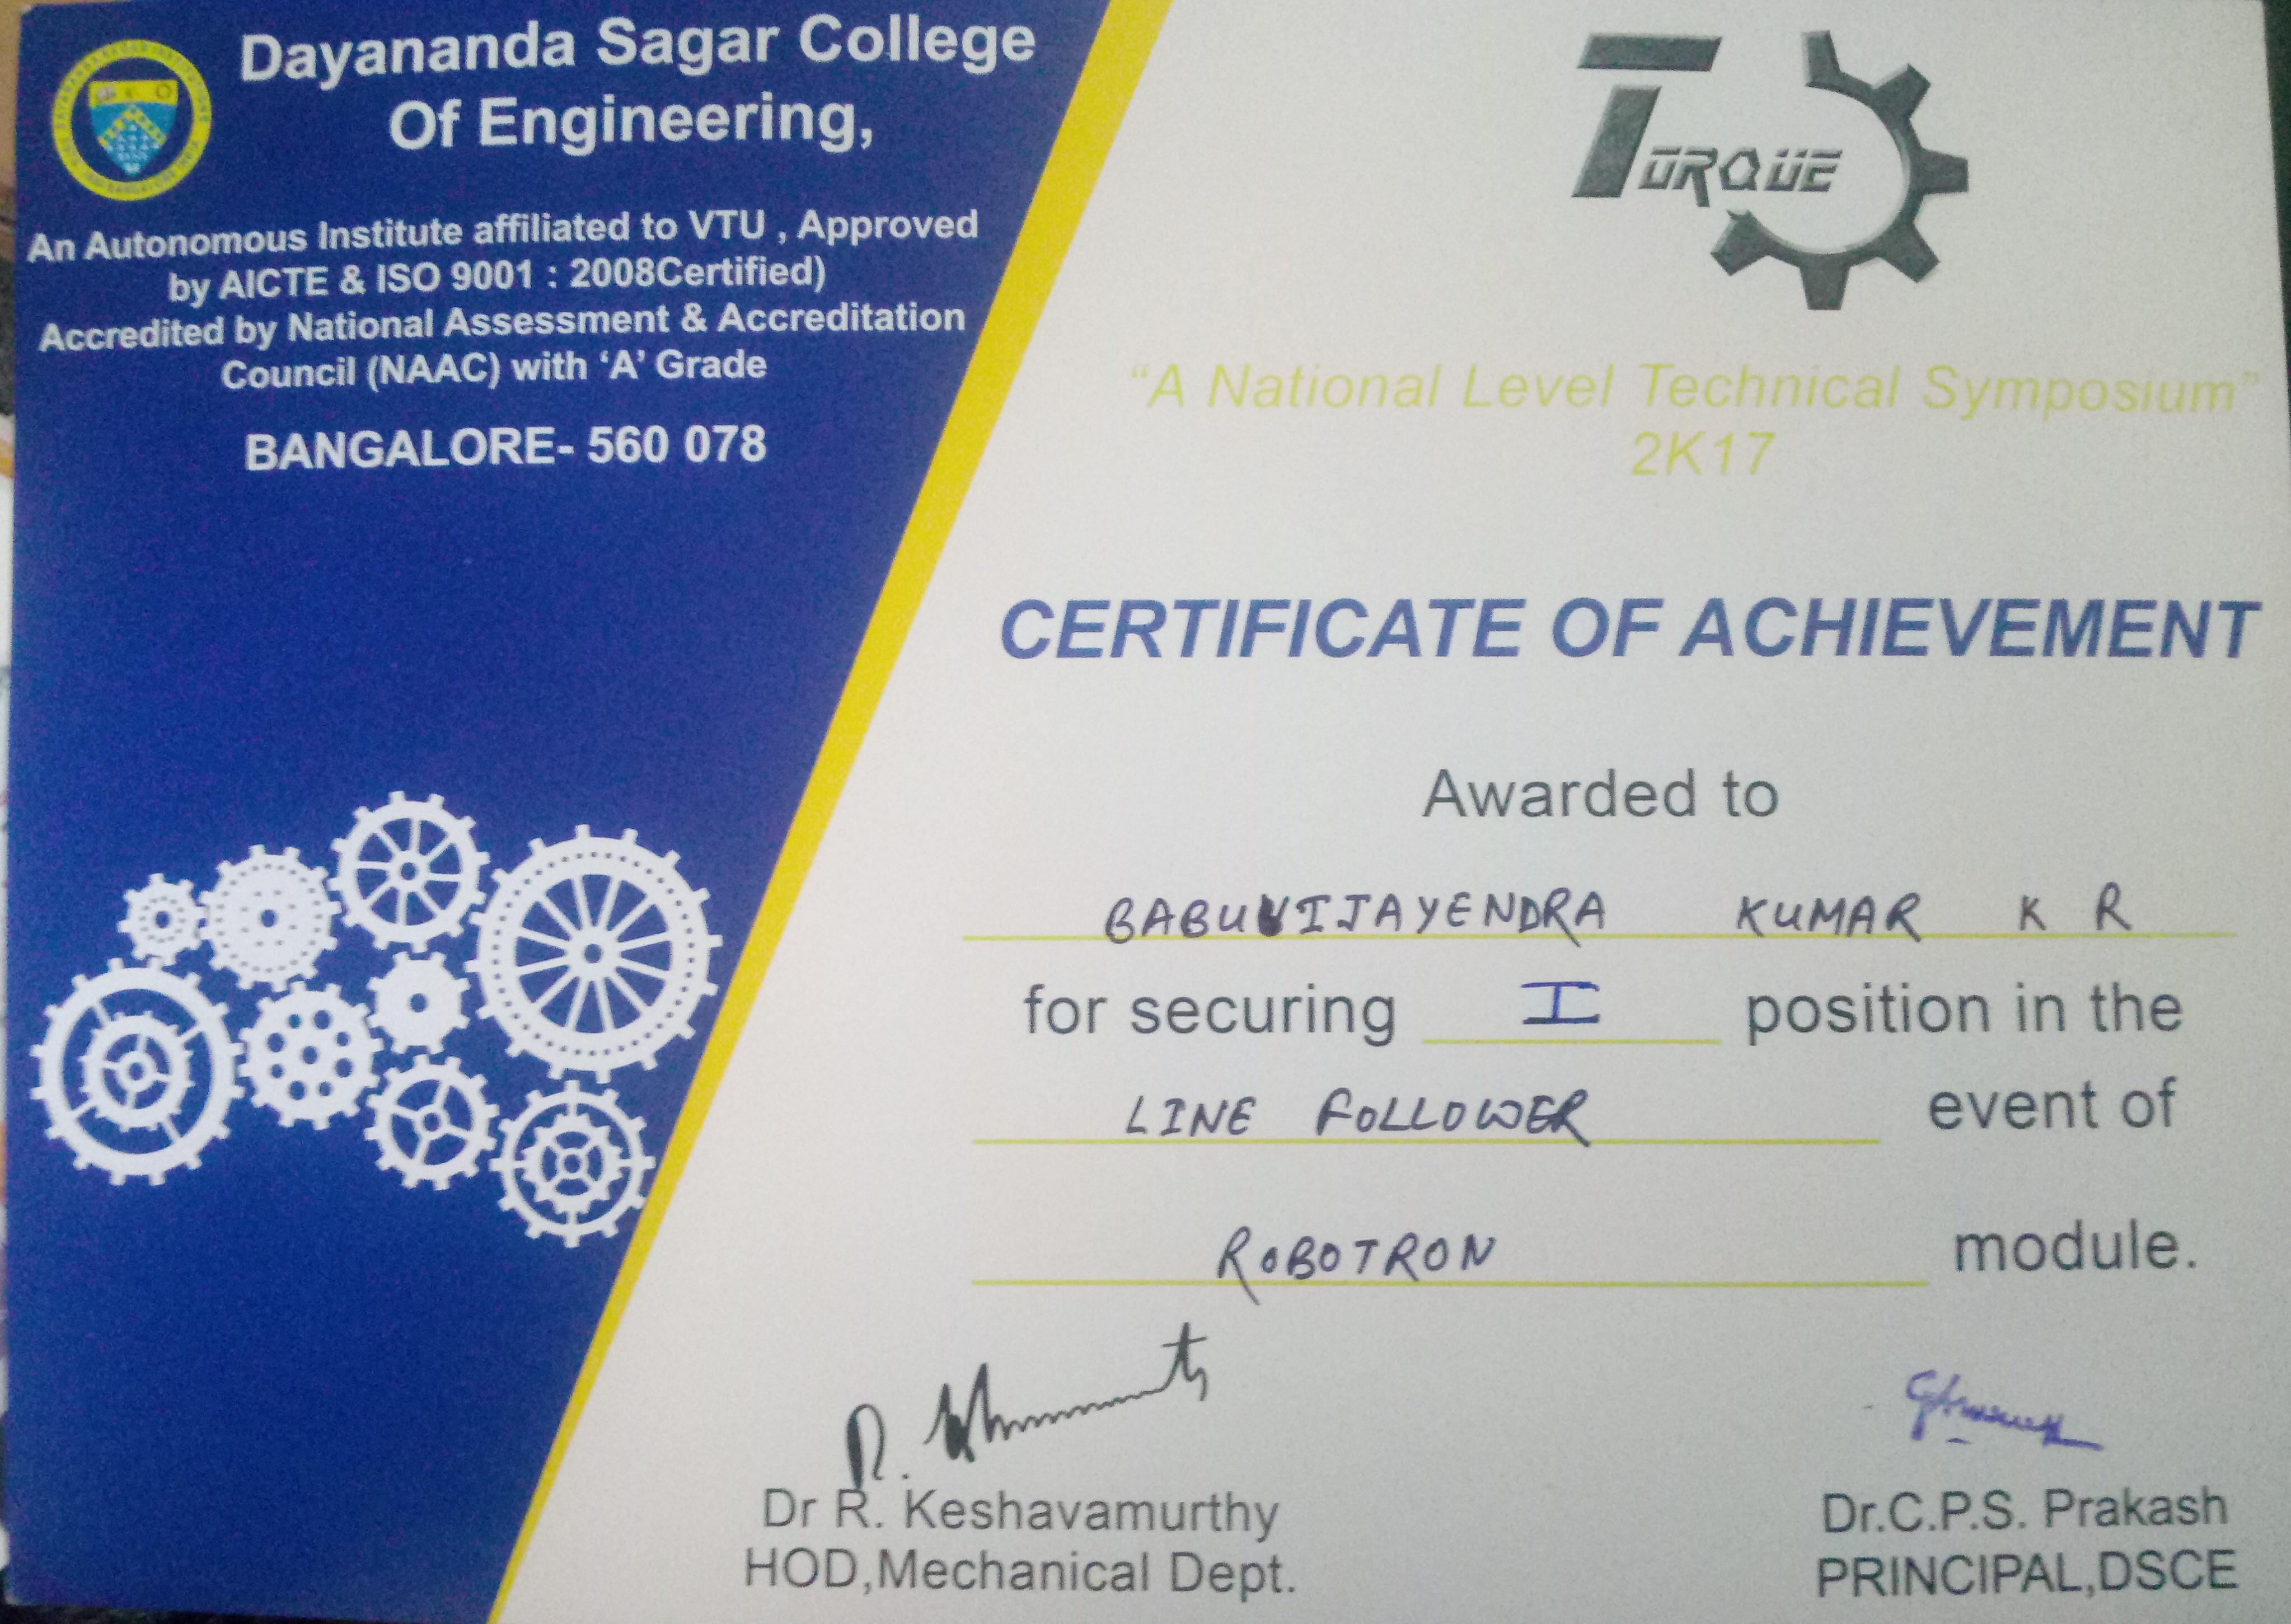 Dayananda Sagar College
Of Engineering,
An Autonomous Institute affiliated to VTU , Approved
by AICTE & ISO 9001 : 2008Certified)
Accredited by National Assessment & Accreditation
Council (NAAC) with ‘A’ Grade
BANGALORE- 560 078
TORQUE
“A National Level Technical Symposium”
2K17
CERTIFICATE OF ACHIEVEMENT
Awarded to
BABUVIJAYENDRA KUMAR K R
for securing I position in the
LINE FOLLOWER event of
ROBOTRON module.
Dr R. Keshavamurthy
HOD,Mechanical Dept.
Dr.C.P.S. Prakash
PRINCIPAL,DSCE